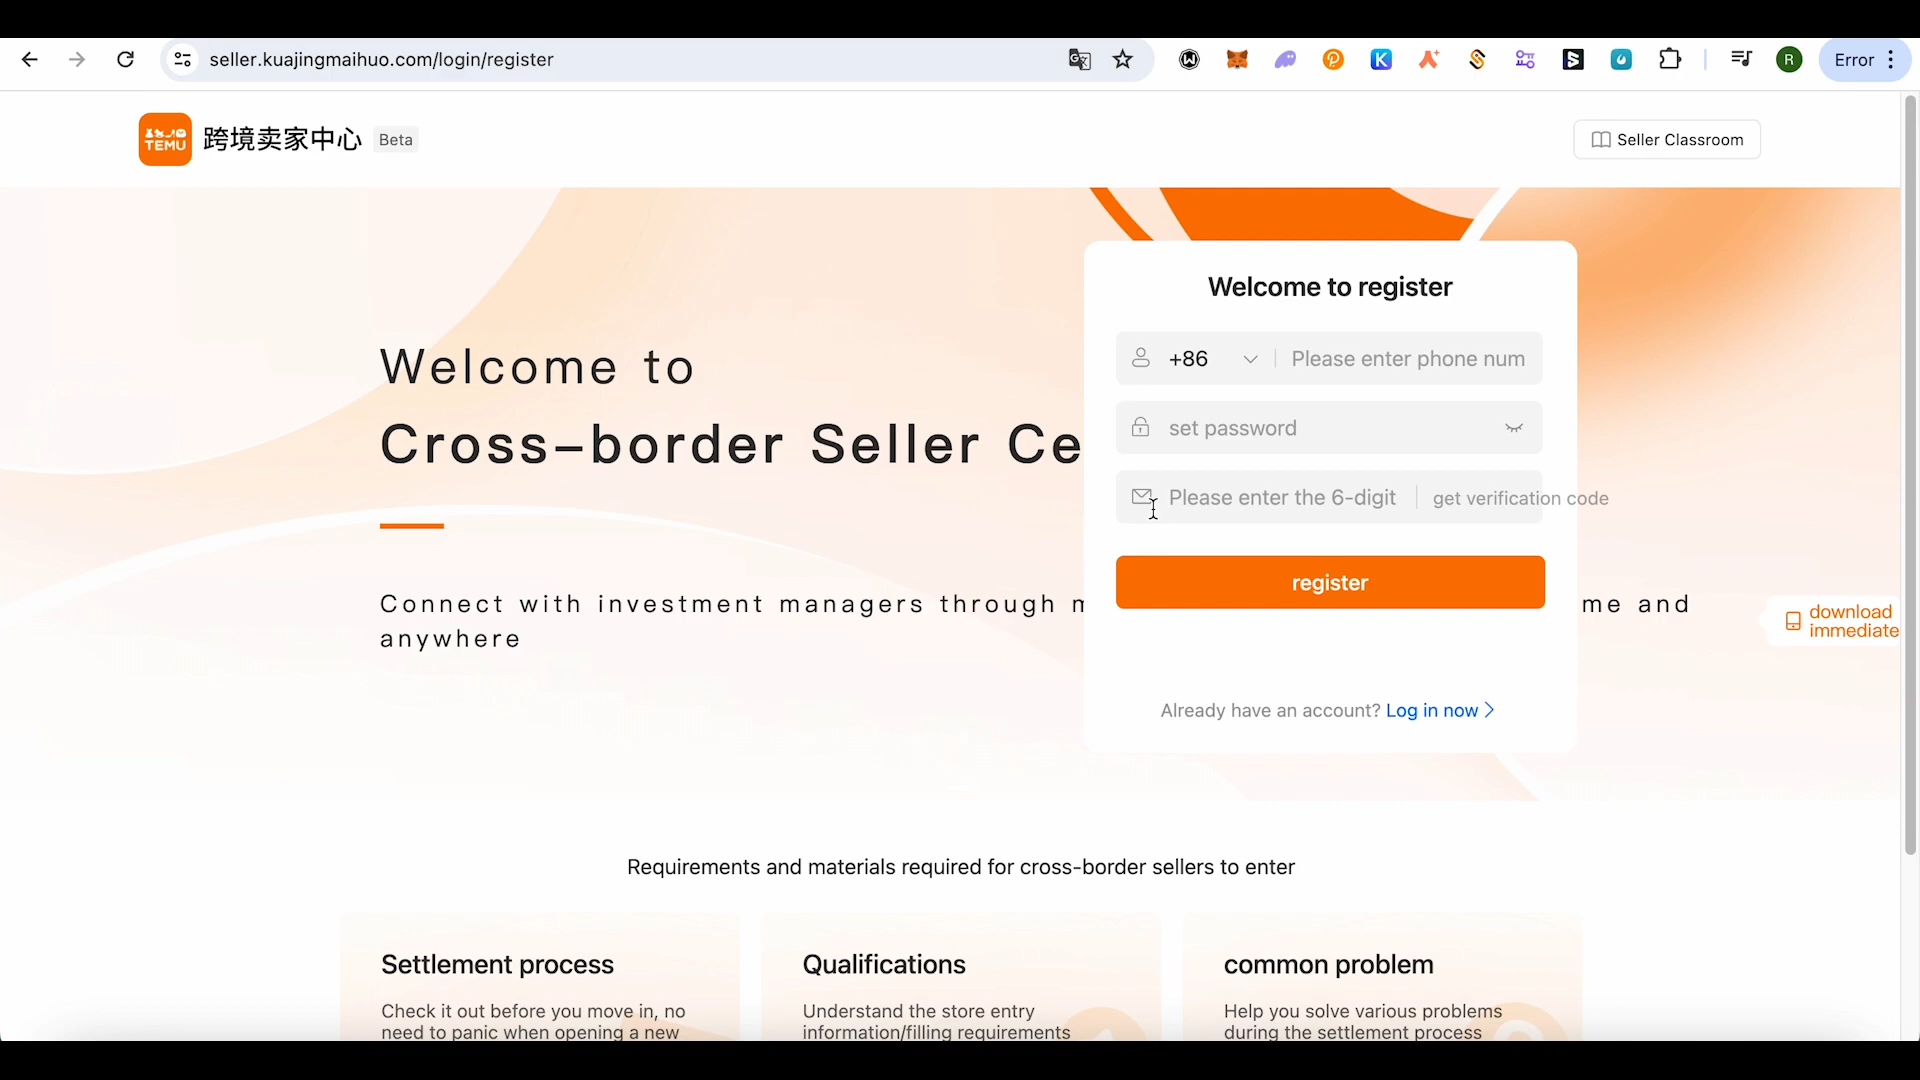 seller.kuajingmaihuo.com/login/register
R
Error
TEMU
跨境卖家中心
Beta
Seller Classroom
Welcome to register
+86
Please enter phone num
Welcome to
set password
Cross–border Seller Ce
Please enter the 6-digit
get verification code
register
Connect with investment managers through m
me and
anywhere
download
immediate
Already have an account? Log in now
Requirements and materials required for cross-border sellers to enter
Settlement process
Check it out before you move in, no
need to panic when opening a new
Qualifications
Understand the store entry
information/filling requirements
common problem
Help you solve various problems
during the settlement process